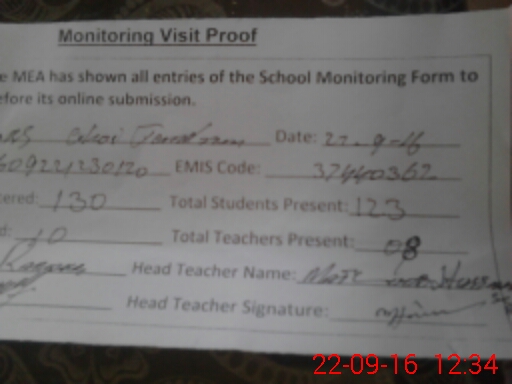 Monitoring Visit Proof
e MEA has shown all entries of the School Monitoring Form to
efore its online submission.
Date: 22-9-16
EMIS Code: 37440362
ered: 130 Total Students Present: 123
d: 10 Total Teachers Present: 08
Head Teacher Name:
Head Teacher Signature:
22-09-16 12:34